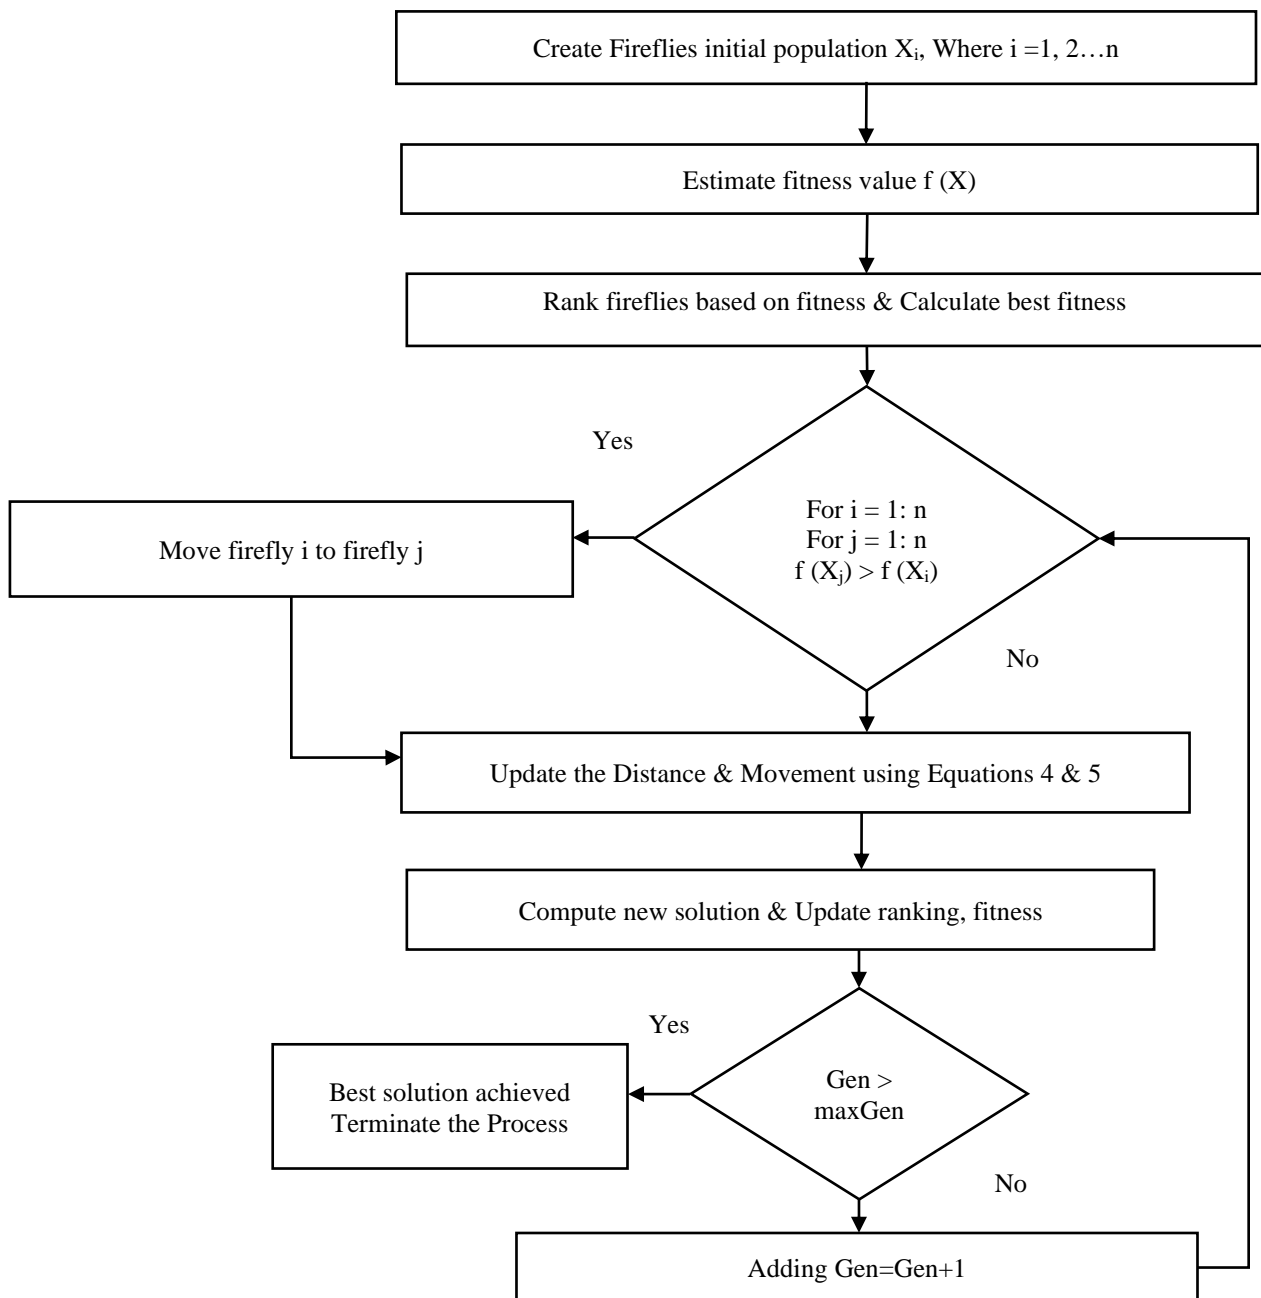 Create Fireflies initial population Xi, Where i =1, 2…n
Estimate fitness value f (X)
Rank fireflies based on fitness & Calculate best fitness
Yes
For i = 1: n
For j = 1: n
f (Xj) > f (Xi)
Move firefly i to firefly j
No
Update the Distance & Movement using Equations 4 & 5
Compute new solution & Update ranking, fitness
Yes
Gen >
maxGen
Best solution achieved
Terminate the Process
No
Adding Gen=Gen+1